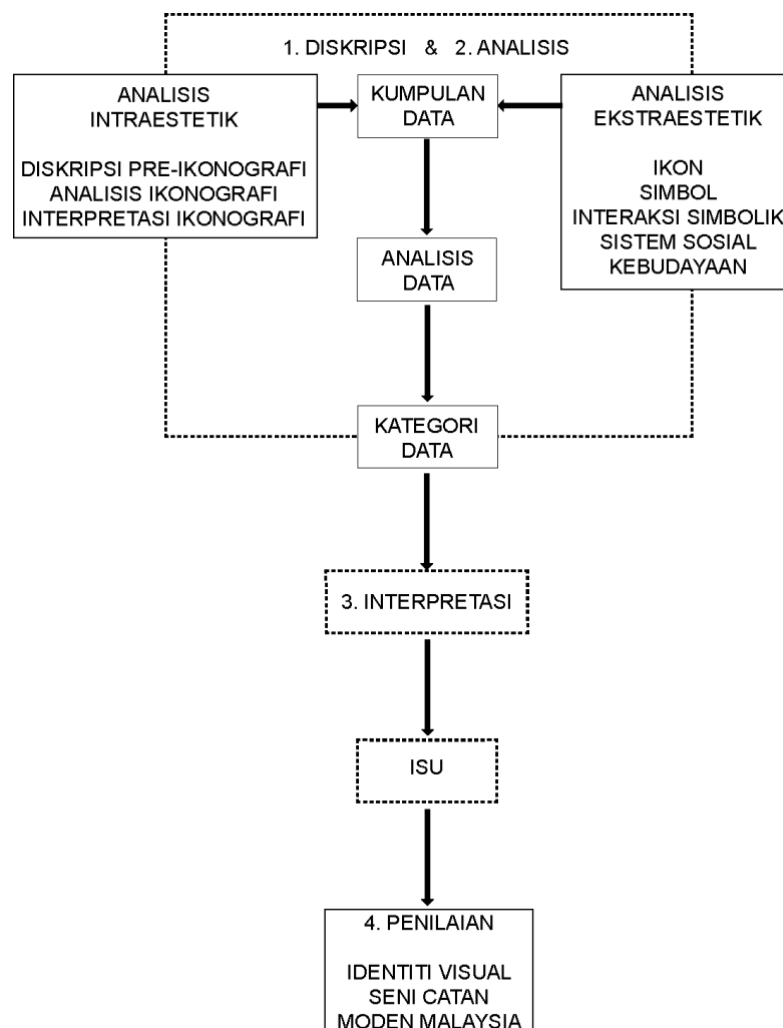 1. DISKRIPSI & 2. ANALISIS
ANALISIS
INTRAESTETIK
DISKRIPSI PRE-IKONOGRAFI
ANALISIS IKONOGRAFI
INTERPRETASI IKONOGRAFI
KUMPULAN
DATA
ANALISIS
EKSTRAESTETIK
IKON
SIMBOL
INTERAKSI SIMBOLIK
SISTEM SOSIAL
KEBUDAYAAN
ANALISIS
DATA
KATEGORI
DATA
3. INTERPRETASI
ISU
4. PENILAIAN
IDENTITI VISUAL
SENI CATAN
MODEN MALAYSIA